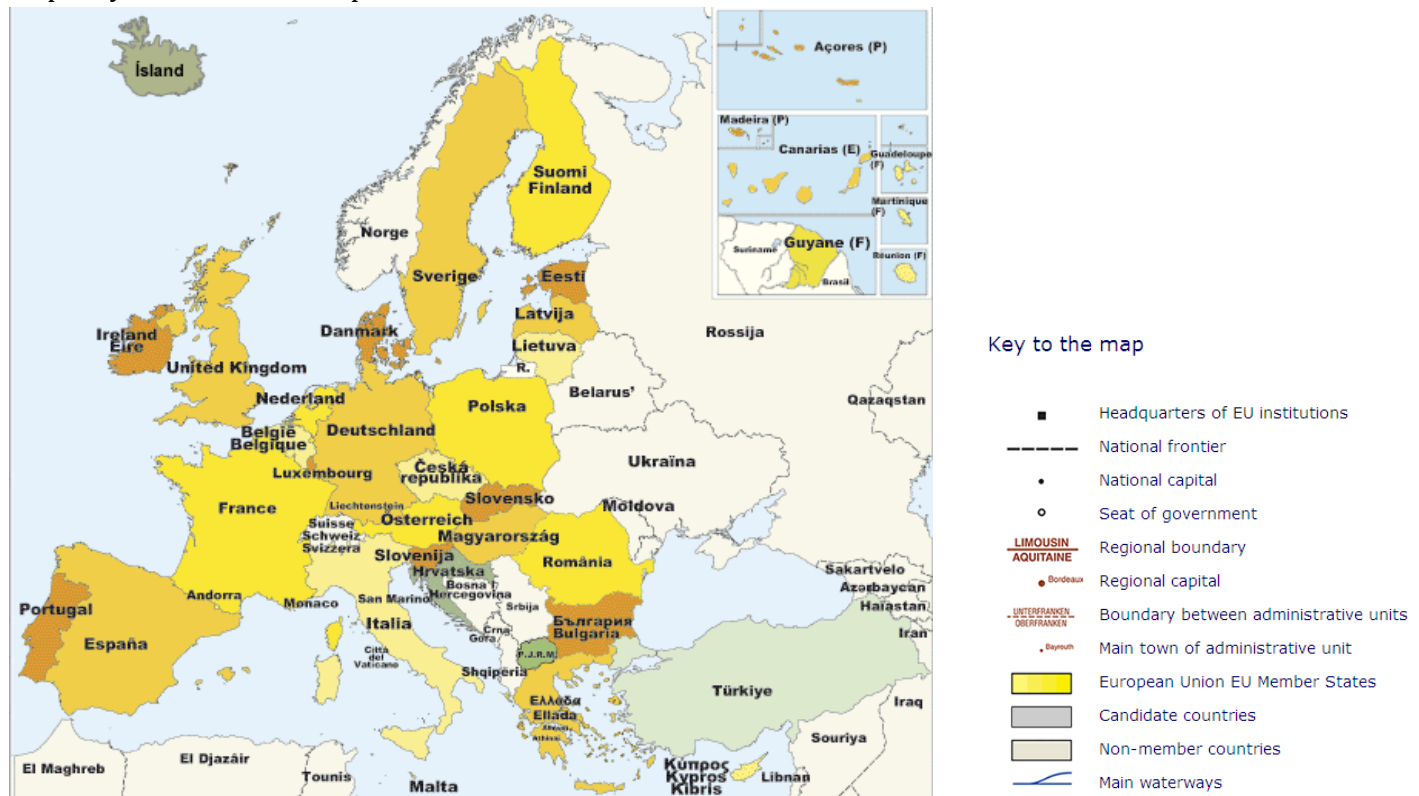 Ísland
Norge
Sverige
Suomi
Finland
Eesti
Latvija
Lietuva
R.
Danmark
Ireland
Éire
United Kingdom
Nederland
België
Belgique
Luxembourg
Deutschland
Polska
Belarus'
Rossija
Qazaqstan
Ukraïna
Moldova
Česká
republika
Slovensko
Liechtenstein
Österreich
Magyarország
România
France
Suisse
Schweiz
Svizzera
Slovenija
Hrvatska
Bosna i
Hercegovina
Srbija
Crna
Gora
Shqipëria
P.J.R.M.
България
Bulgaria
San Marino
Italia
Città
del
Vaticano
Monaco
Andorra
España
Portugal
Ελλάδα
Ellada
Türkiye
Sakartvelo
Azərbaycan
Haïastan
Iran
Iraq
Souriya
Libnan
Κύπρος
Kypros
Kibris
Malta
Tounis
El Djazâir
El Maghreb
Açores (P)
Madeira (P)
Canarias (E)
Guadeloupe
(F)
Martinique
(F)
Réunion (F)
Guyane (F)
Suriname
Brasil
Key to the map
Headquarters of EU institutions
National frontier
National capital
Seat of government
LIMOUSIN
AQUITAINE
Regional boundary
Bordeaux
Regional capital
UNTERFRANKEN
OBERFRANKEN
Boundary between administrative units
Bayreuth
Main town of administrative unit
European Union EU Member States
Candidate countries
Non-member countries
Main waterways